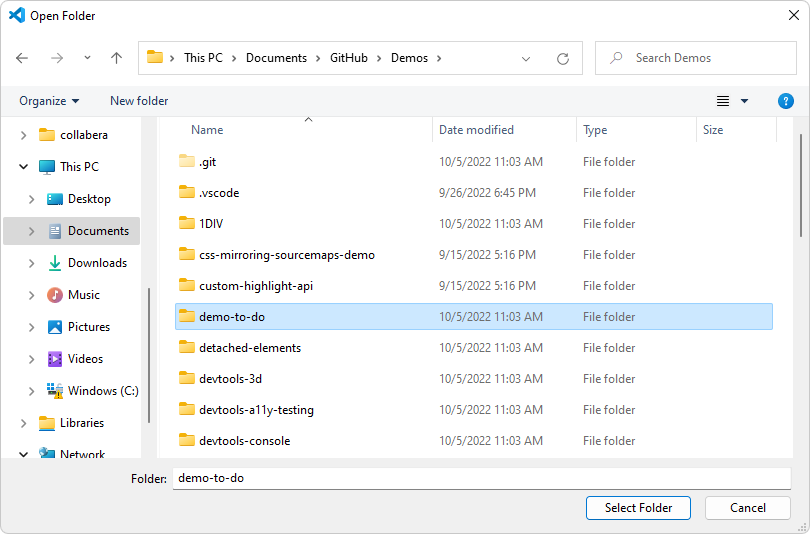 Open Folder
This PC Documents GitHub Demos
Search Demos
Organize New folder
Name Date modified Type Size
collabera
This PC
Desktop
Documents
Downloads
Music
Pictures
Videos
Windows (C:)
Libraries
Network
.git 10/5/2022 11:03 AM File folder
.vscode 9/26/2022 6:45 PM File folder
1DIV 10/5/2022 11:03 AM File folder
css-mirroring-sourcemaps-demo 9/15/2022 5:16 PM File folder
custom-highlight-api 9/15/2022 5:16 PM File folder
demo-to-do 10/5/2022 11:03 AM File folder
detached-elements 10/5/2022 11:03 AM File folder
devtools-3d 10/5/2022 11:03 AM File folder
devtools-a11y-testing 10/5/2022 11:03 AM File folder
devtools-console 10/5/2022 11:03 AM File folder
Folder: demo-to-do
Select Folder Cancel